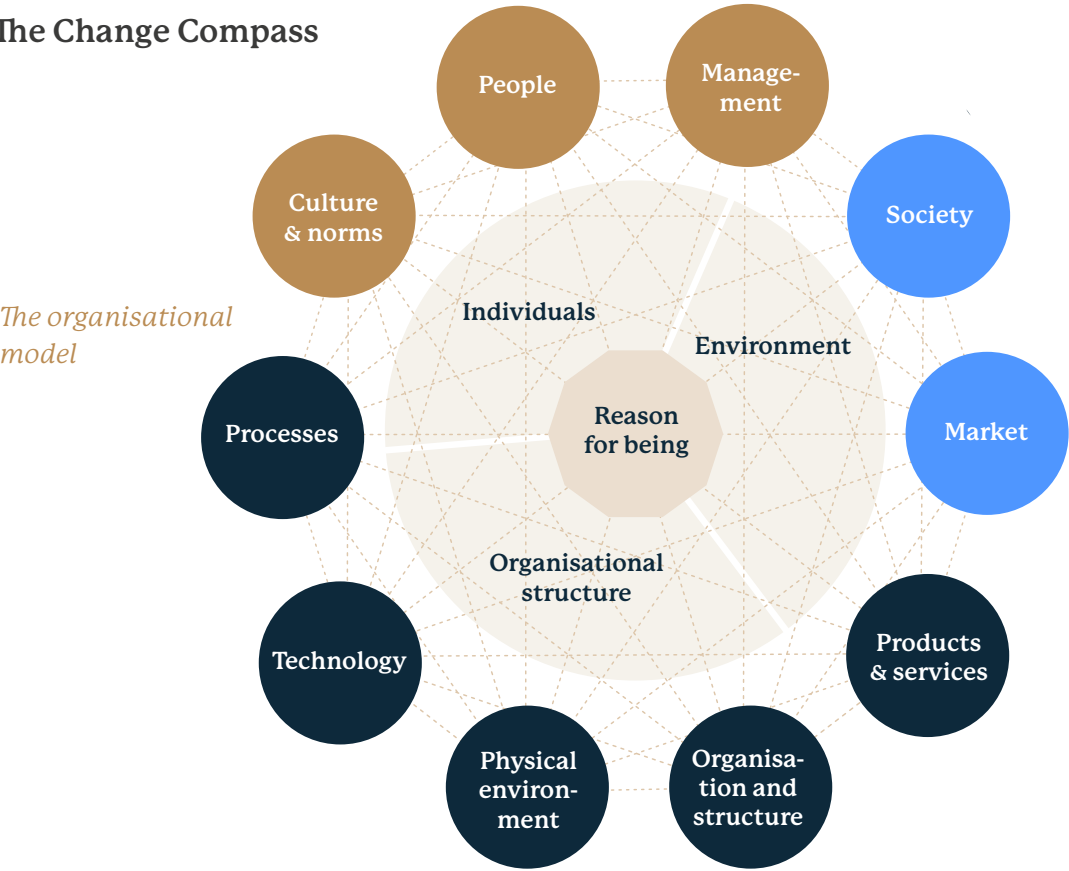 The Change Compass
People
Manage-
ment
Culture
& norms
Society
Individuals
The organisational
model
Environment
Reason
for being
Processes
Market
Organisational
structure
Products
& services
Technology
Physical
environ-
ment
Organisa-
tion and
structure